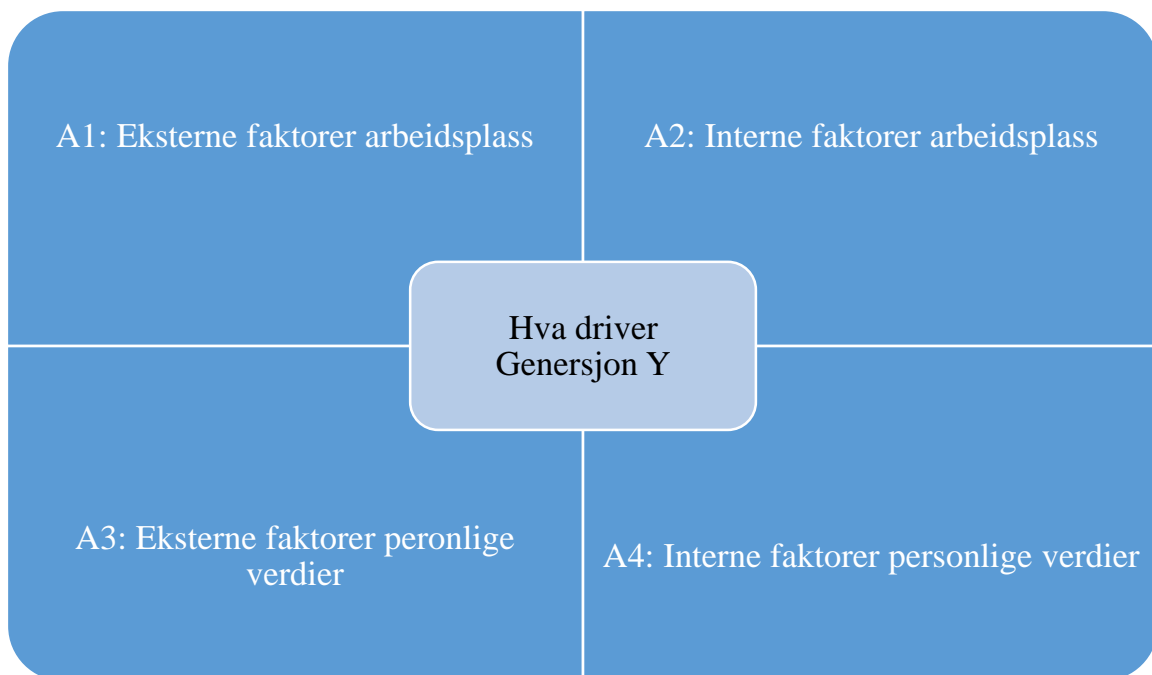 A1: Eksterne faktorer arbeidsplass
A2: Interne faktorer arbeidsplass
Hva driver
Genersjon Y
A3: Eksterne faktorer peronlige
verdier
A4: Interne faktorer personlige verdier